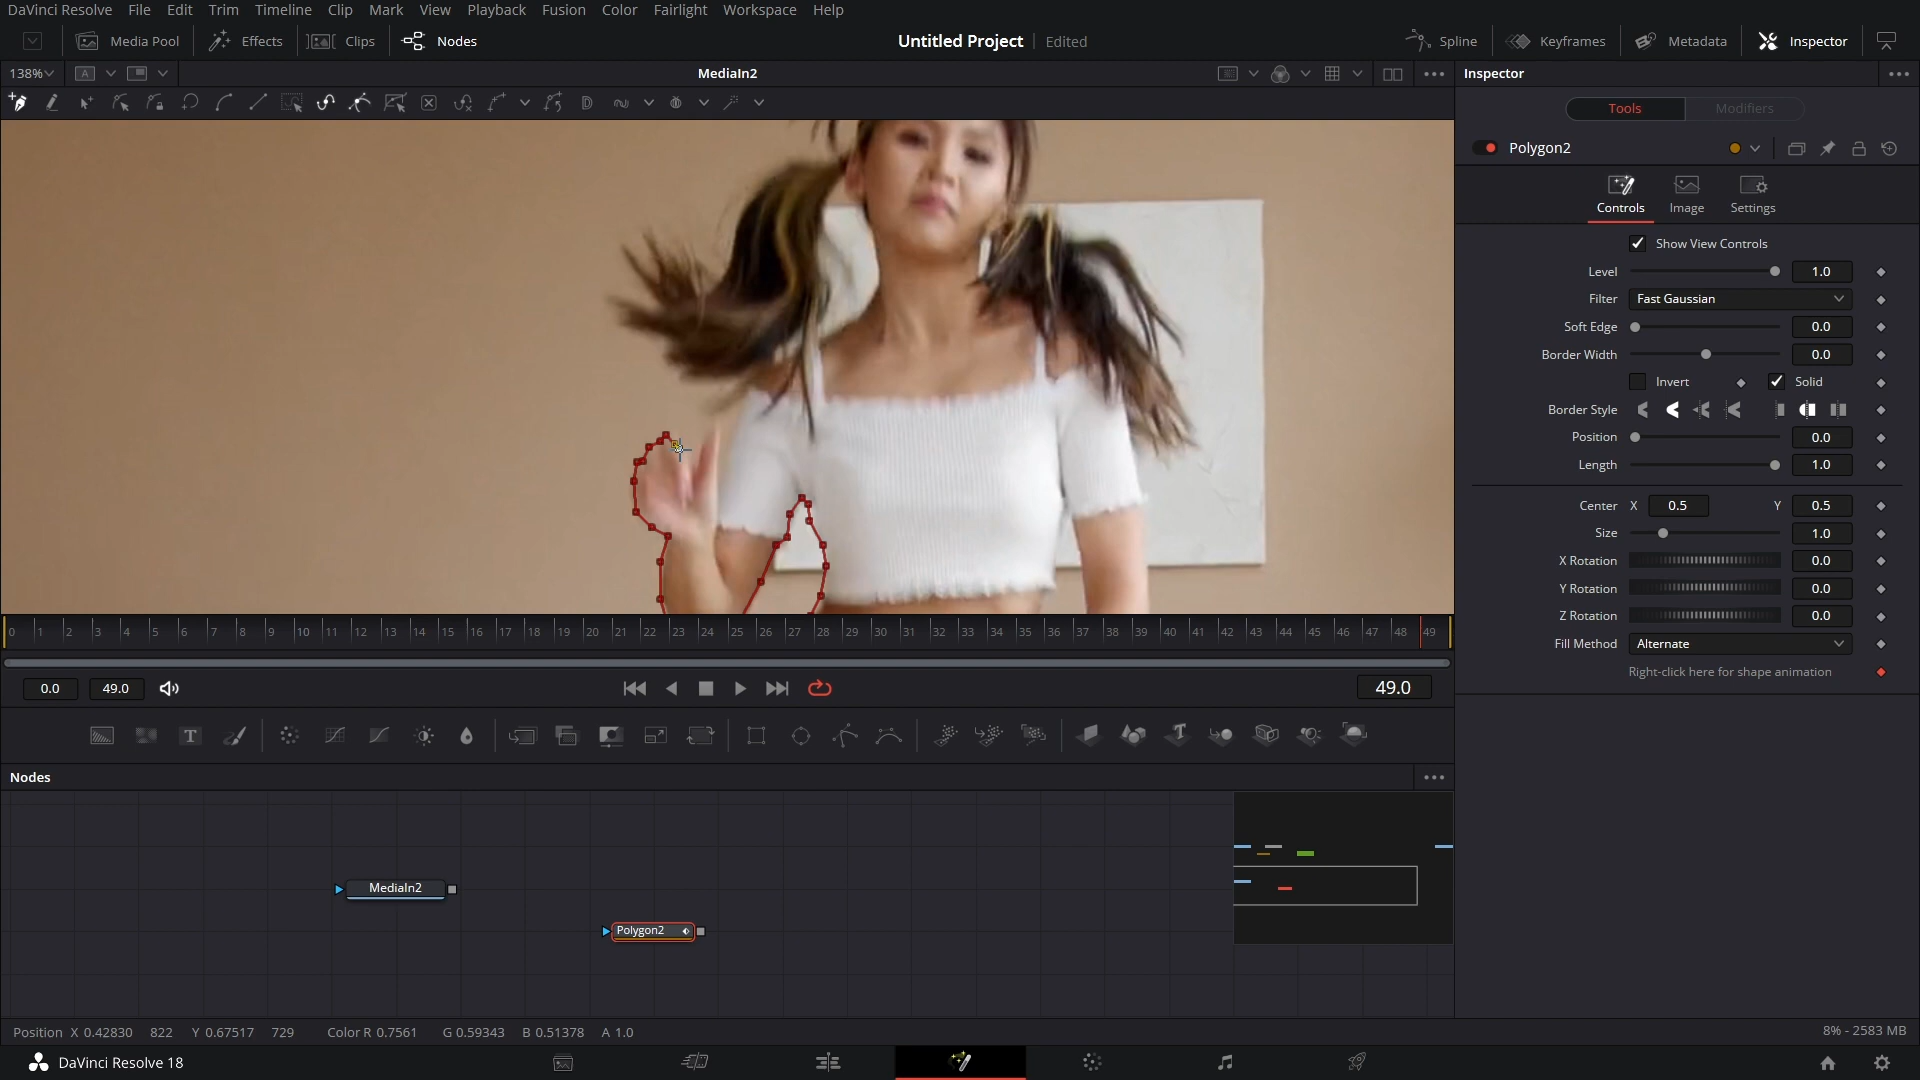 DaVinci Resolve File Edit Trim Timeline Clip Mark View Playback Fusion Color Fairlight Workspace Help
Media Pool Effects Clips Nodes Untitled Project Edited Spline Keyframes Metadata Inspector
138% A MediaIn2 Inspector
Tools Modifiers
Polygon2
Controls Image Settings
Show View Controls
Level 1.0
Filter Fast Gaussian
Soft Edge 0.0
Border Width 0.0
Invert Solid
Border Style
Position 0.0
Length 1.0
Center X 0.5 Y 0.5
Size 1.0
X Rotation 0.0
Y Rotation 0.0
Z Rotation 0.0
Fill Method Alternate
Right-click here for shape animation
0 1 2 3 4 5 6 7 8 9 10 11 12 13 14 15 16 17 18 19 20 21 22 23 24 25 26 27 28 29 30 31 32 33 34 35 36 37 38 39 40 41 42 43 44 45 46 47 48 49
0.0 49.0 49.0
T T
Nodes
MediaIn2
Polygon2
Position X 0.42830 822 Y 0.67517 729 Color R 0.7561 G 0.59343 B 0.51378 A 1.0 8% - 2583 MB
DaVinci Resolve 18